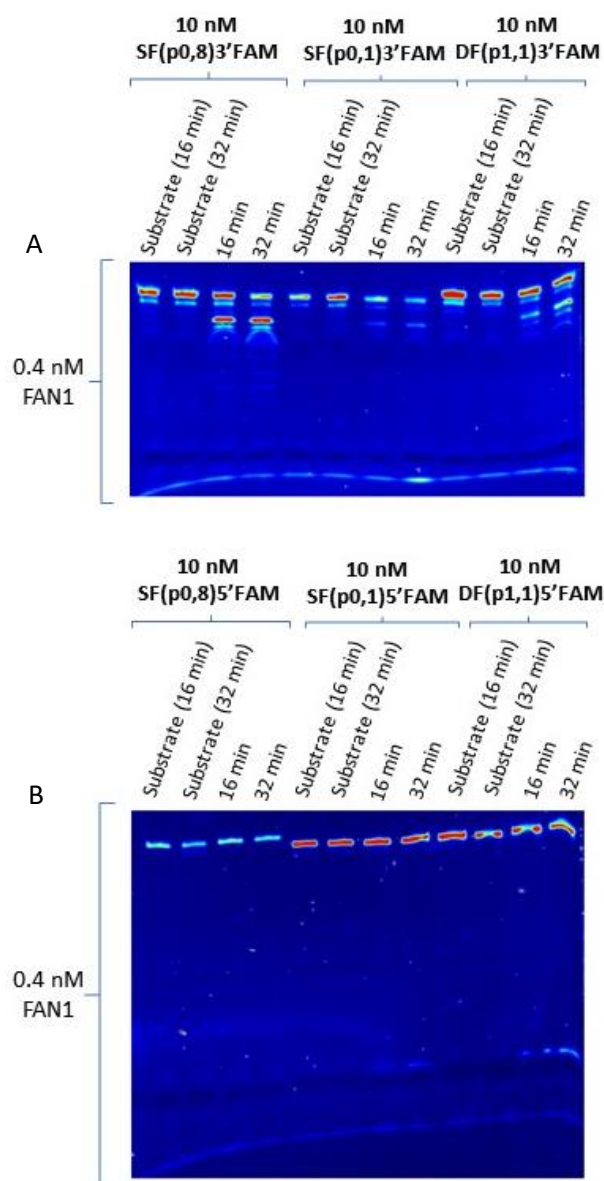 10 nM
SF(p0,8)3’FAM
10 nM
SF(p0,1)3’FAM
10 nM
DF(p1,1)3’FAM
Substrate (16 min)
Substrate (32 min)
16 min
32 min
Substrate (16 min)
Substrate (32 min)
16 min
32 min
Substrate (16 min)
Substrate (32 min)
16 min
32 min
A
0.4 nM
FAN1
10 nM
SF(p0,8)5’FAM
10 nM
SF(p0,1)5’FAM
10 nM
DF(p1,1)5’FAM
Substrate (16 min)
Substrate (32 min)
16 min
32 min
Substrate (16 min)
Substrate (32 min)
16 min
32 min
Substrate (16 min)
Substrate (32 min)
16 min
32 min
B
0.4 nM
FAN1